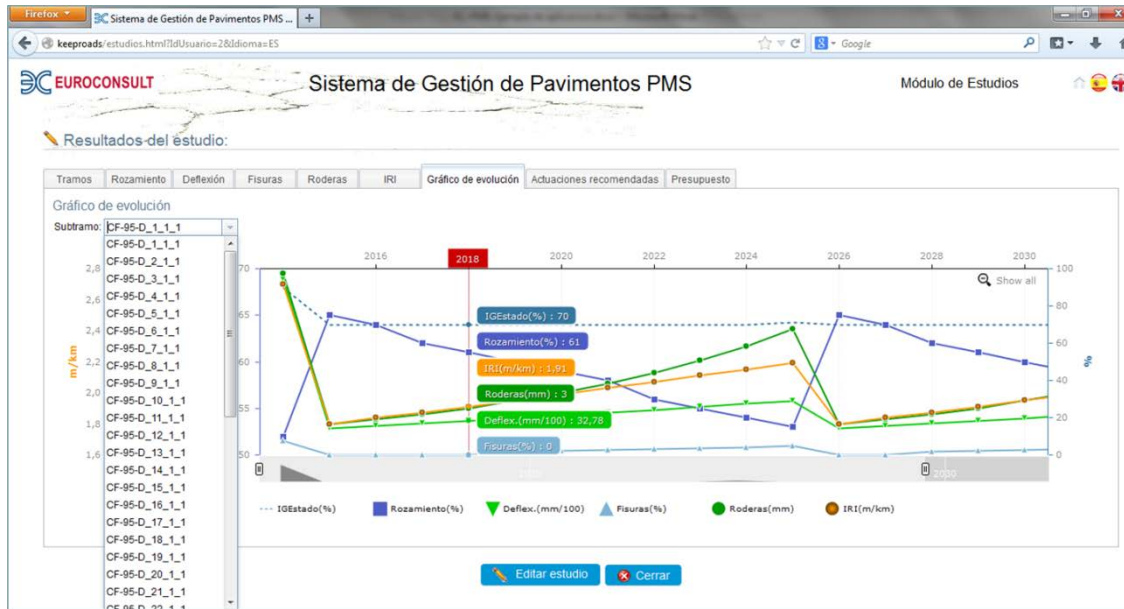 Firefox
Sistema de Gestión de Pavimentos PMS ...
keeproads/estudios.html?IdUsuario=2&Idioma=ES
Google
EUROCONSULT
Sistema de Gestión de Pavimentos PMS
Módulo de Estudios
Resultados del estudio:
Tramos Rozamiento Deflexión Fisuras Roderas IRI Gráfico de evolución Actuaciones recomendadas Presupuesto
Gráfico de evolución
Subtramo: CF-95-D_1_1_1
CF-95-D_1_1_1
CF-95-D_2_1_1
CF-95-D_3_1_1
CF-95-D_4_1_1
CF-95-D_5_1_1
CF-95-D_6_1_1
CF-95-D_7_1_1
CF-95-D_8_1_1
CF-95-D_9_1_1
CF-95-D_10_1_1
CF-95-D_11_1_1
CF-95-D_12_1_1
CF-95-D_13_1_1
CF-95-D_14_1_1
CF-95-D_15_1_1
CF-95-D_16_1_1
CF-95-D_17_1_1
CF-95-D_18_1_1
CF-95-D_19_1_1
CF-95-D_20_1_1
CF-95-D_21_1_1
CF-95-D_22_1_1
2016 2018 2020 2022 2024 2026 2028 2030
Show all
2,8
2,6
2,4
2,2
2,0
1,8
1,6
m/km
70
65
60
55
50
100
80
60
40
20
0
%
IGEstado(%) : 70
Rozamiento(%) : 61
IRI(m/km) : 1,91
Roderas(mm) : 3
Deflex.(mm/100) : 32,78
Fisuras(%) : 0
2030
IGEstado(%) Rozamiento(%) Deflex.(mm/100) Fisuras(%) Roderas(mm) IRI(m/km)
Editar estudio
Cerrar